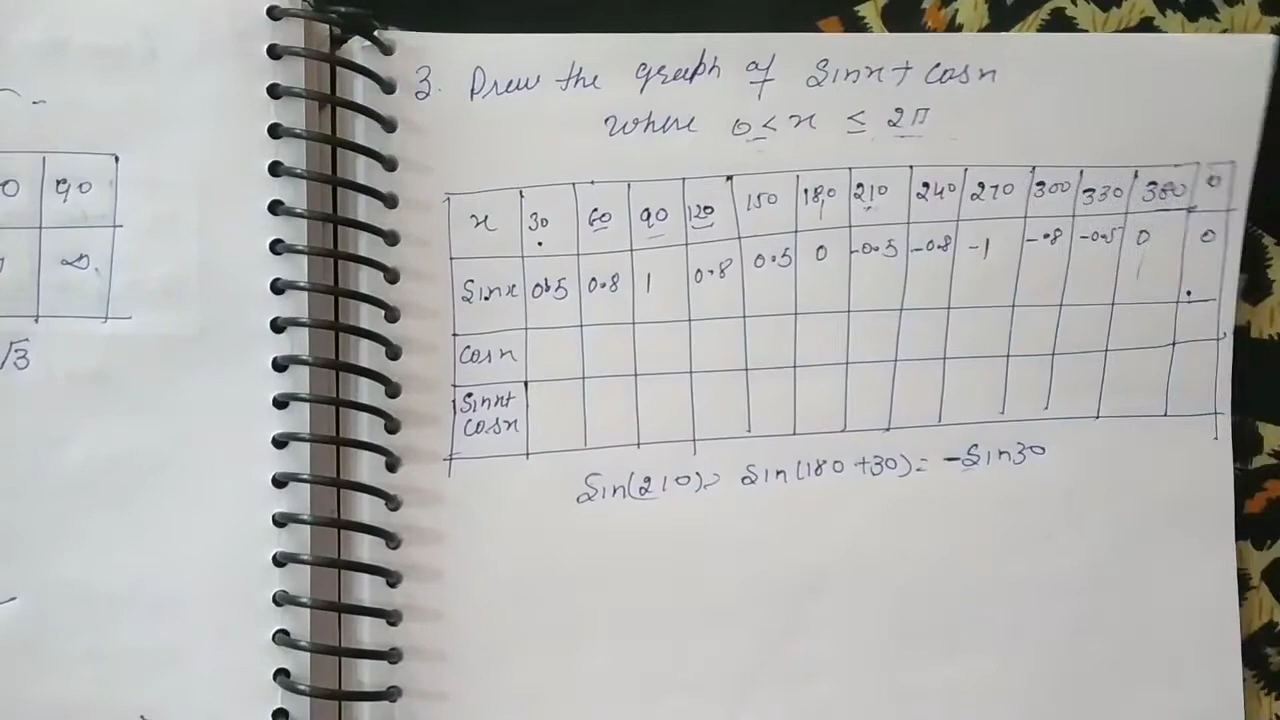 3. Draw the graph of Sinx + cosx
where 0 ≤ x ≤ 2π
x 30 60 90 120 150 180 210 240 270 300 330 360 0
Sinx 0.5 0.8 1 0.8 0.5 0 -0.5 -0.8 -1 -0.8 -0.5 0 0
cosx
Sinx+
cosx
Sin(210)= Sin(180+30)= -Sin30
0 90
∞
√3